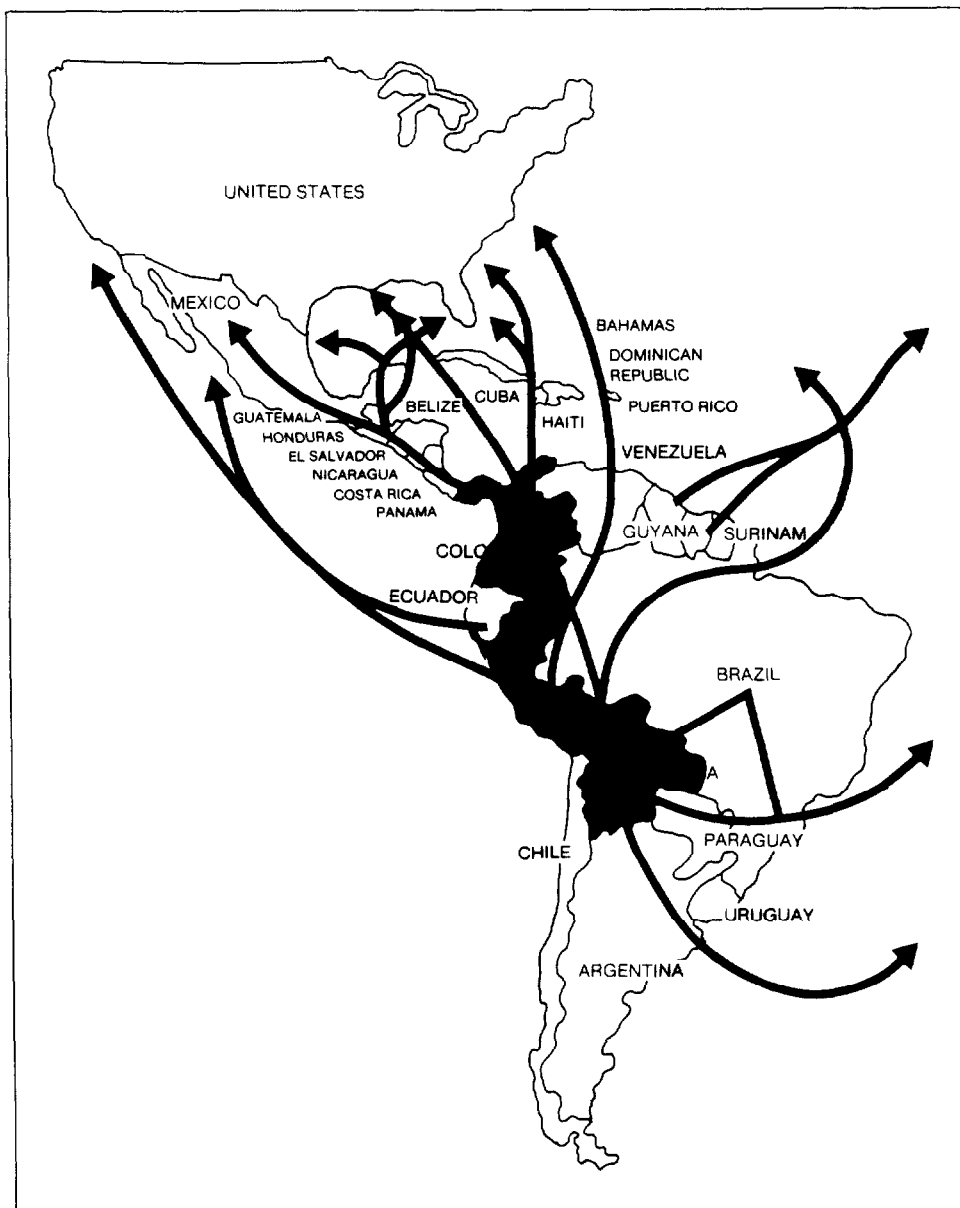 UNITED STATES
MEXICO
BAHAMAS
DOMINICAN
REPUBLIC
CUBA
PUERTO RICO
BELIZE
HAITI
GUATEMALA
HONDURAS
EL SALVADOR
NICARAGUA
COSTA RICA
PANAMA
VENEZUELA
GUYANA
SURINAM
COLO
ECUADOR
BRAZIL
A
PARAGUAY
CHILE
URUGUAY
ARGENTINA